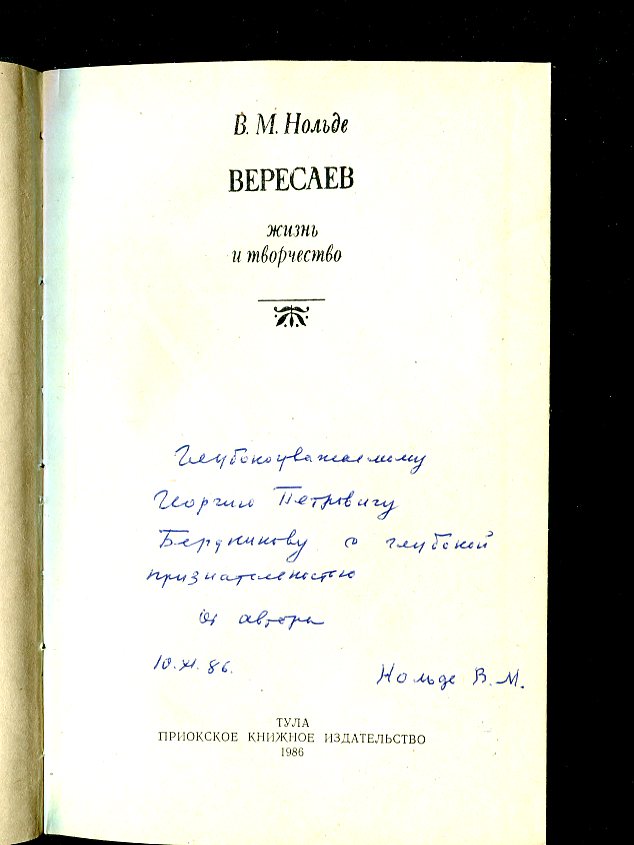 В. М. Нольде
ВЕРЕСАЕВ
жизнь
и творчество
Глубокоуважаемому
Георгию Петровичу
Бердникову с глубокой
признательностью
От автора
10.XI.86.
Нольде В.М.
ТУЛА
ПРИОКСКОЕ КНИЖНОЕ ИЗДАТЕЛЬСТВО
1986